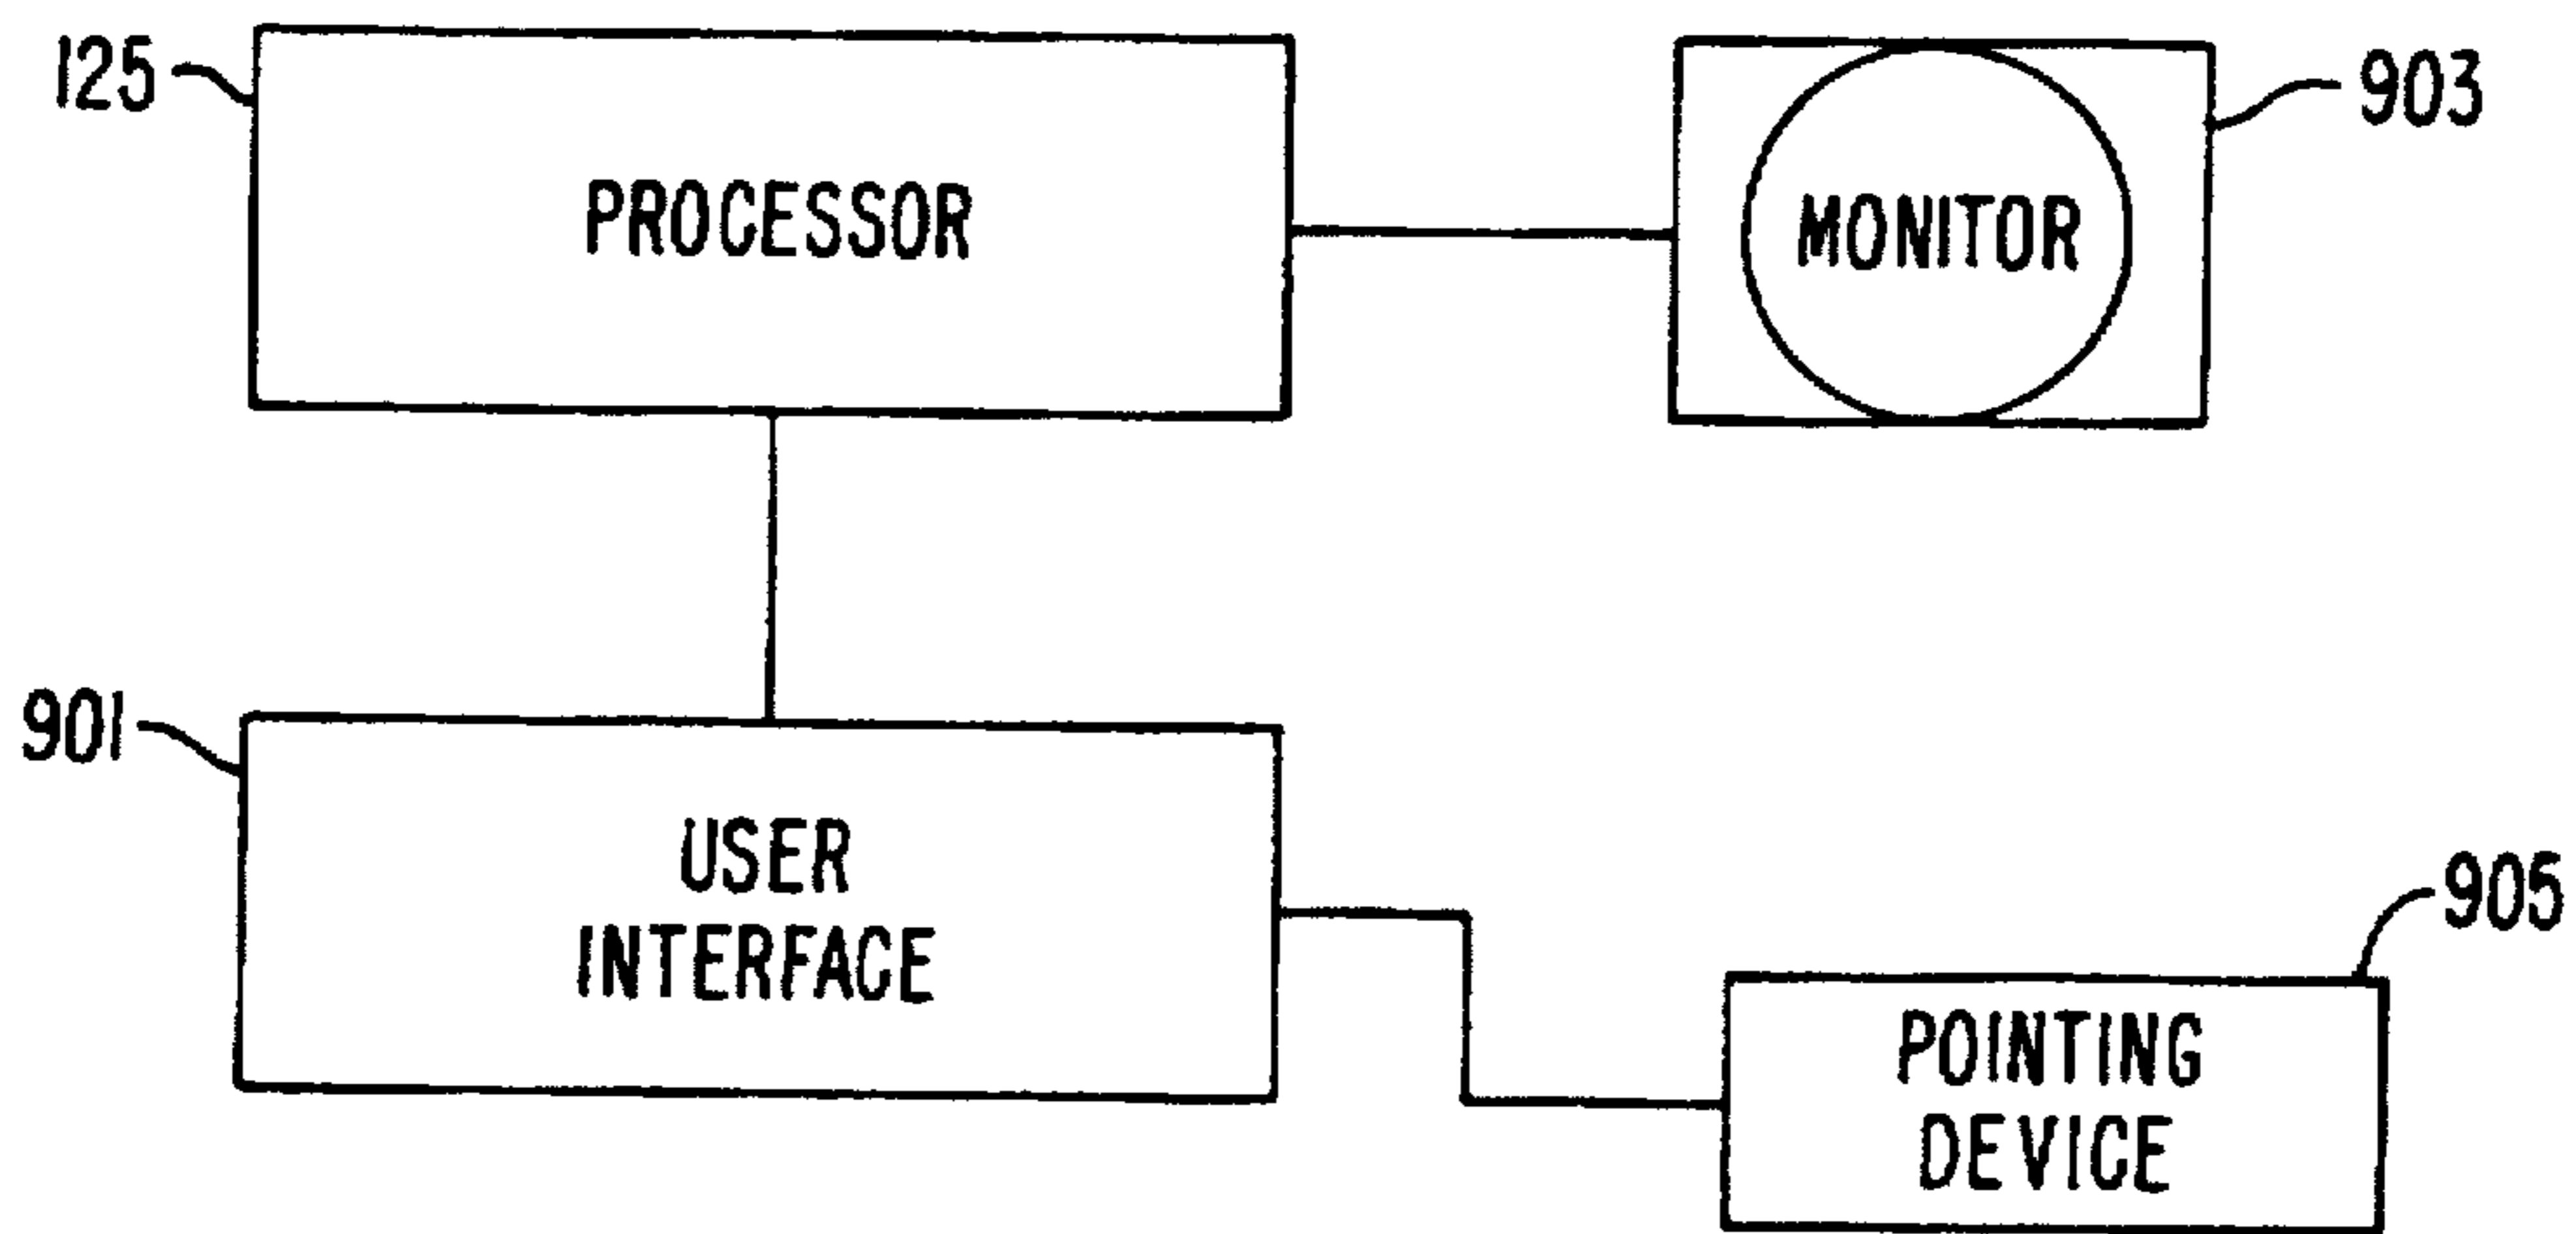 125
PROCESSOR
MONITOR
903
901
USER
INTERFACE
905
POINTING
DEVICE